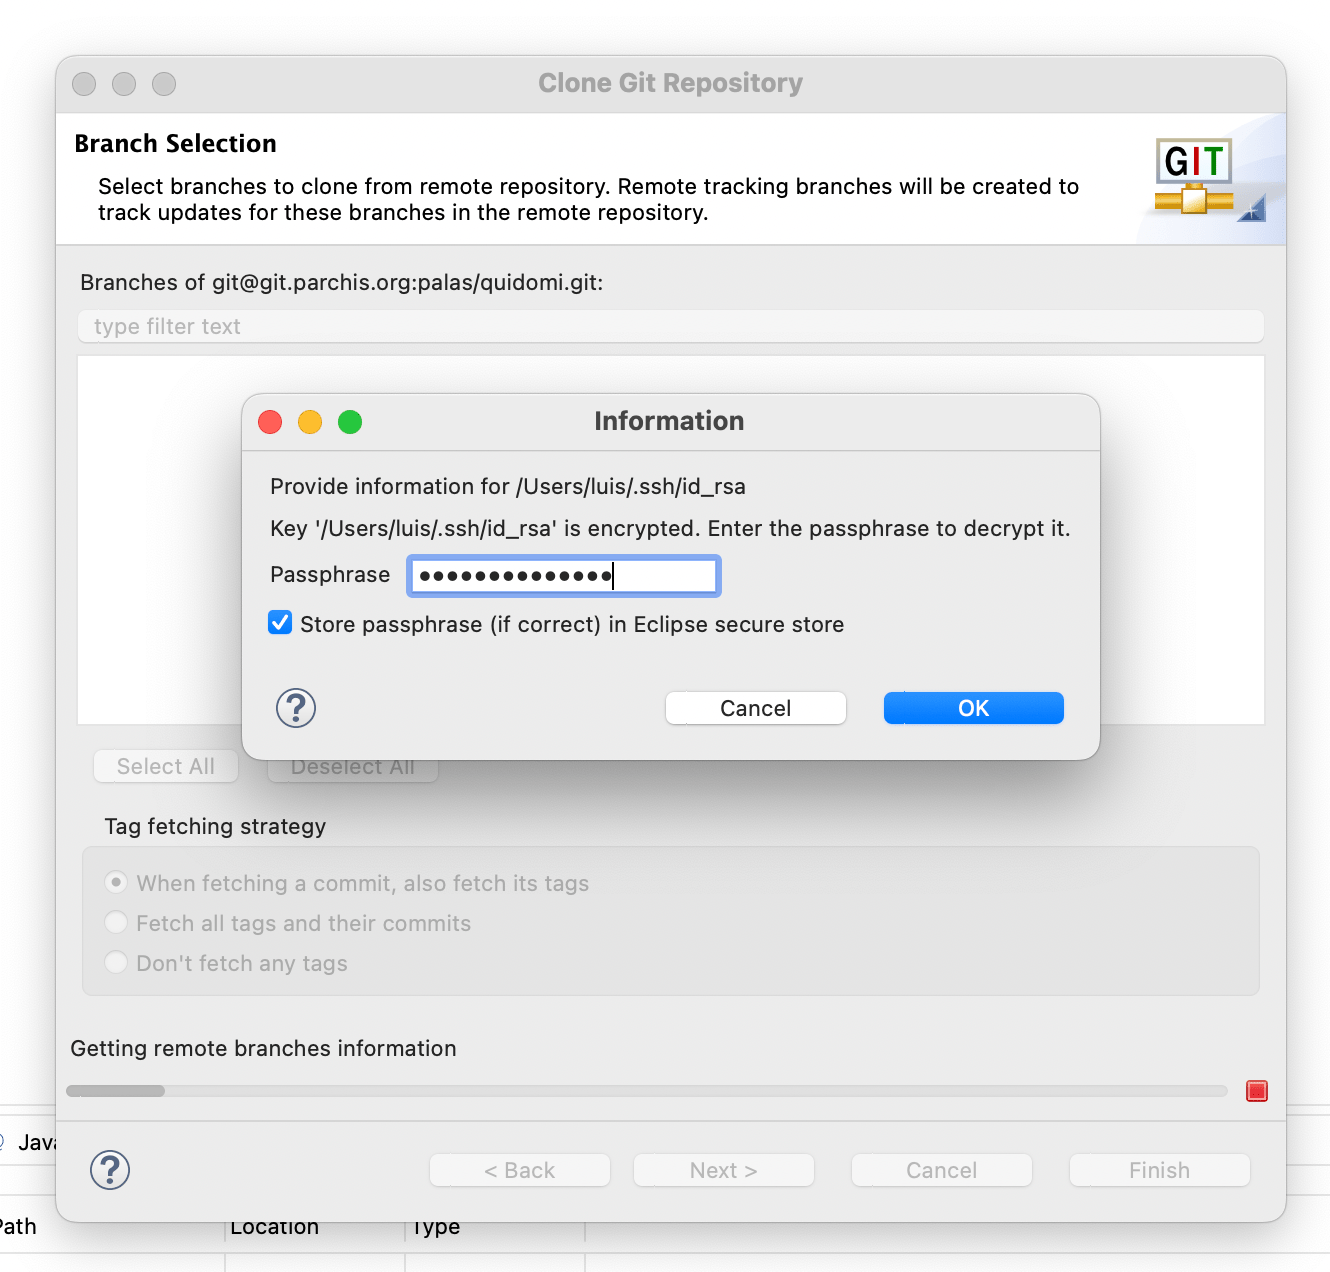 Clone Git Repository
Branch Selection
Select branches to clone from remote repository. Remote tracking branches will be created to
track updates for these branches in the remote repository.
GIT
Branches of git@git.parchis.org:palas/quidomi.git:
type filter text
Information
Provide information for /Users/luis/.ssh/id_rsa
Key '/Users/luis/.ssh/id_rsa' is encrypted. Enter the passphrase to decrypt it.
Passphrase ••••••••••••••
Store passphrase (if correct) in Eclipse secure store
? Cancel OK
Select All Deselect All
Tag fetching strategy
When fetching a commit, also fetch its tags
Fetch all tags and their commits
Don't fetch any tags
Getting remote branches information
Java
? < Back Next > Cancel Finish
Path Location Type